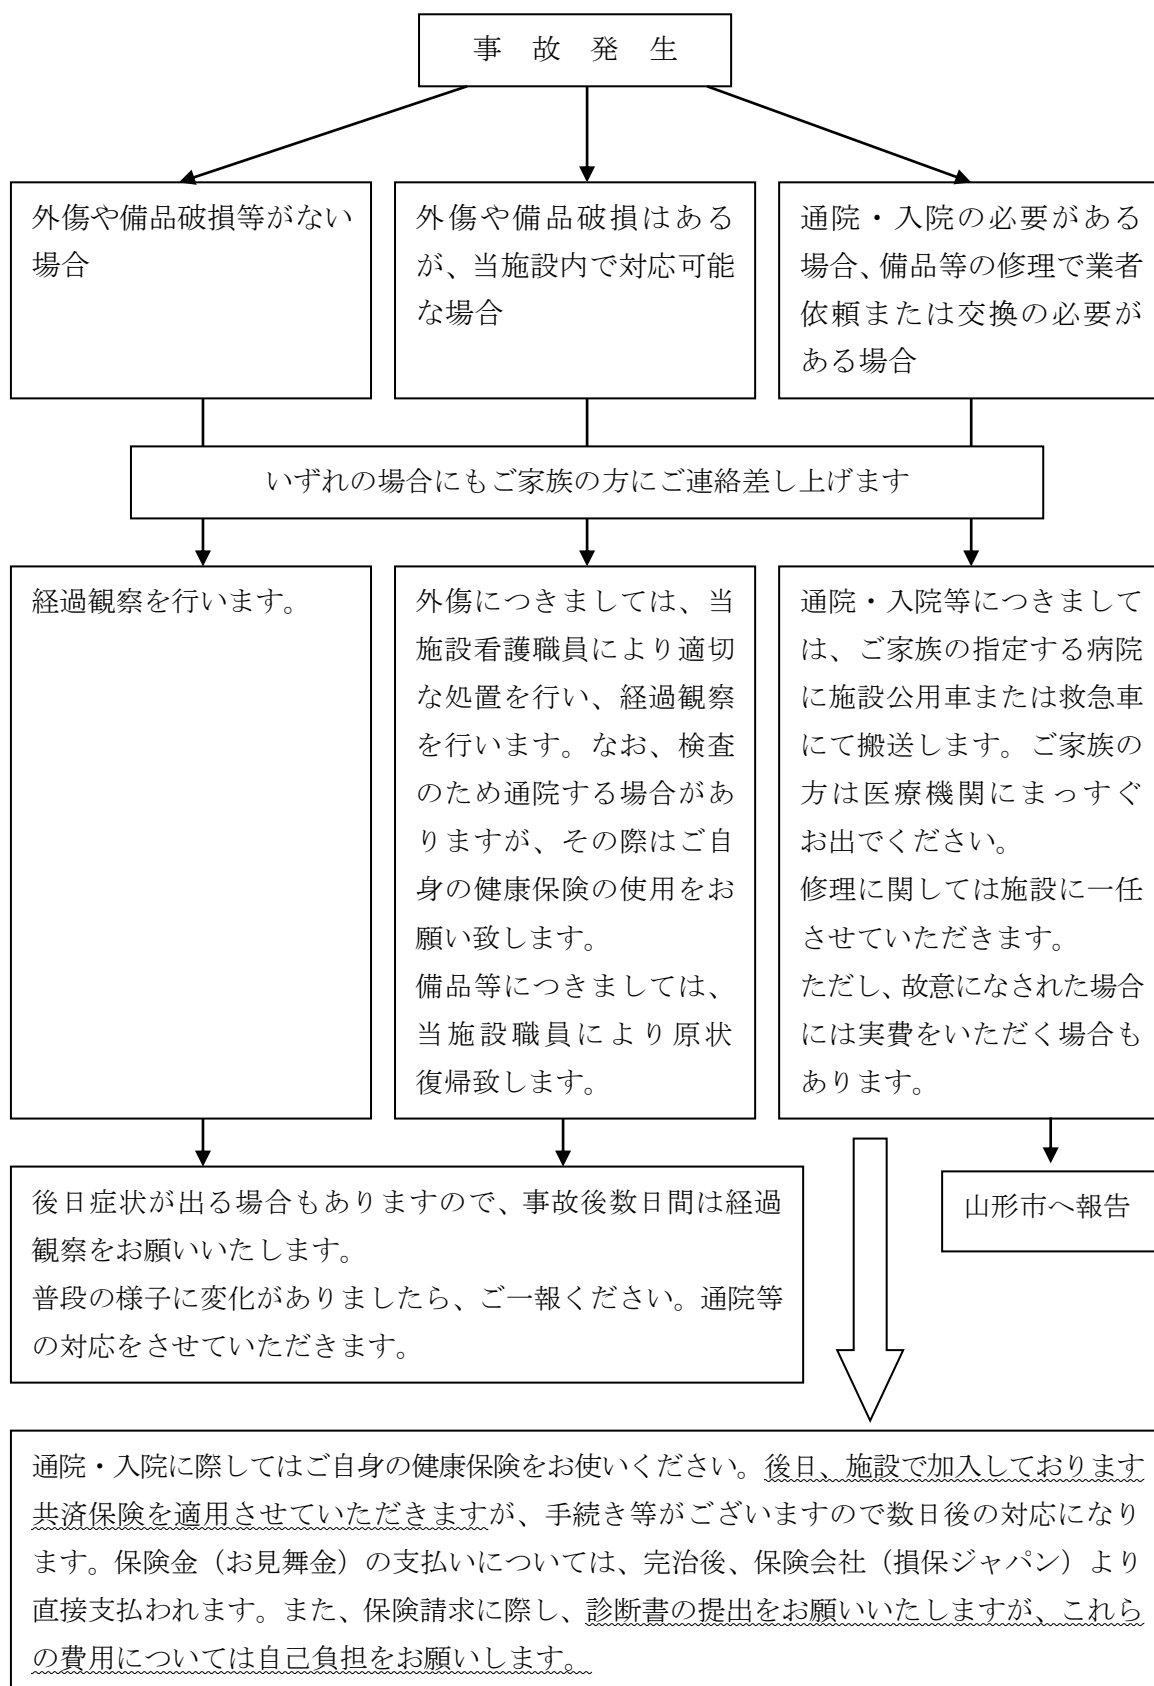 事　故　発　生
外傷や備品破損等がない
場合
外傷や備品破損はある
が、当施設内で対応可能
な場合
通院・入院の必要がある
場合、備品等の修理で業者
依頼または交換の必要が
ある場合
いずれの場合にもご家族の方にご連絡差し上げます
経過観察を行います。
外傷につきましては、当
施設看護職員により適切
な処置を行い、経過観察
を行います。なお、検査
のため通院する場合があ
りますが、その際はご自
身の健康保険の使用をお
願い致します。
備品等につきましては、
当施設職員により原状
復帰致します。
通院・入院等につきまして
は、ご家族の指定する病院
に施設公用車または救急車
にて搬送します。ご家族の
方は医療機関にまっすぐ
お出でください。
修理に関しては施設に一任
させていただきます。
ただし、故意になされた場合
には実費をいただく場合も
あります。
後日症状が出る場合もありますので、事故後数日間は経過
観察をお願いいたします。
普段の様子に変化がありましたら、ご一報ください。通院等
の対応をさせていただきます。
山形市へ報告
通院・入院に際してはご自身の健康保険をお使いください。後日、施設で加入しております
共済保険を適用させていただきますが、手続き等がございますので数日後の対応になり
ます。保険金（お見舞金）の支払いについては、完治後、保険会社（損保ジャパン）より
直接支払われます。また、保険請求に際し、診断書の提出をお願いいたしますが、これら
の費用については自己負担をお願いします。